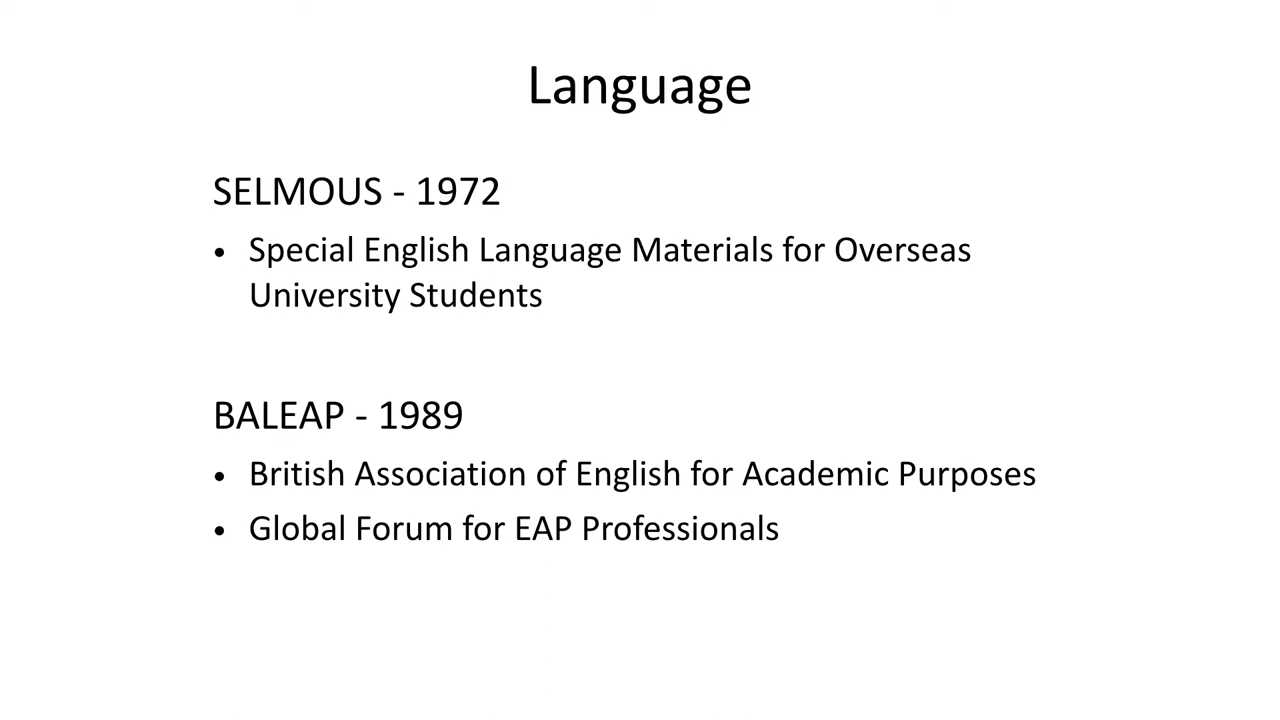 Language
SELMOUS - 1972
• Special English Language Materials for Overseas
University Students
BALEAP - 1989
• British Association of English for Academic Purposes
• Global Forum for EAP Professionals